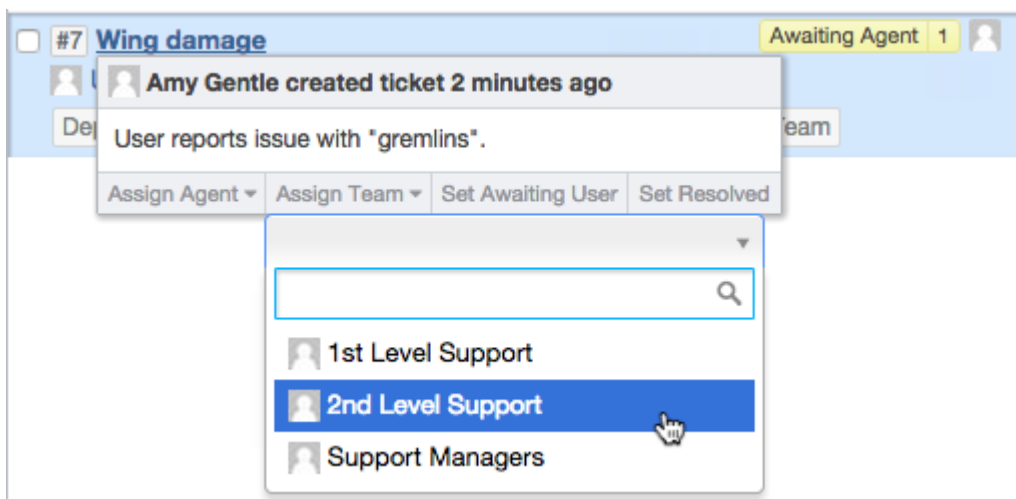 #7 Wing damage Awaiting Agent 1
Amy Gentle created ticket 2 minutes ago
User reports issue with "gremlins".
Assign Agent Assign Team Set Awaiting User Set Resolved
1st Level Support
2nd Level Support
Support Managers